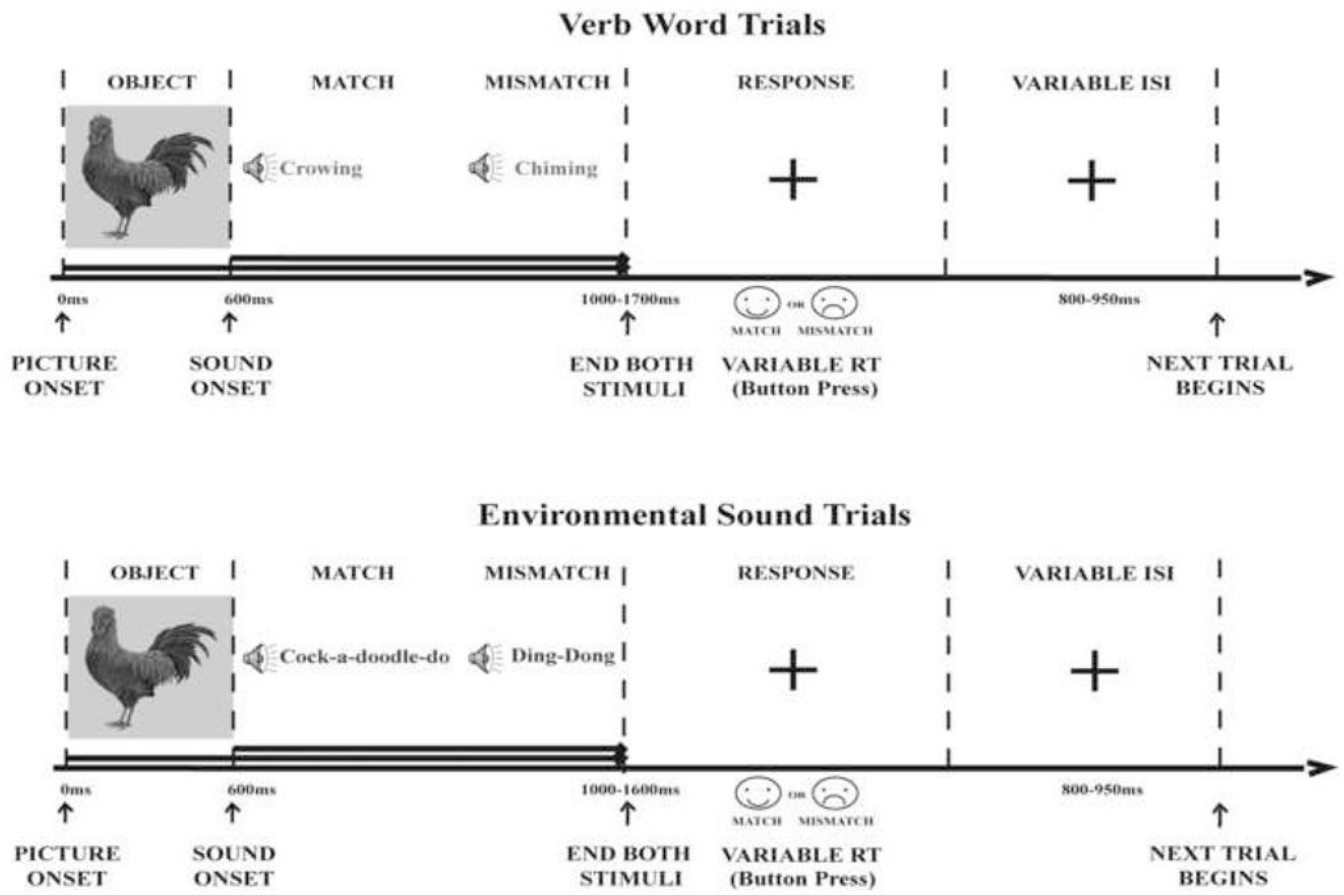 Verb Word Trials
OBJECT MATCH MISMATCH RESPONSE VARIABLE ISI
Crowing Chiming
0ms 600ms 1000-1700ms OR 800-950ms
MATCH MISMATCH
PICTURE SOUND END BOTH VARIABLE RT NEXT TRIAL
ONSET ONSET STIMULI (Button Press) BEGINS
Environmental Sound Trials
OBJECT MATCH MISMATCH RESPONSE VARIABLE ISI
Cock-a-doodle-do Ding-Dong
0ms 600ms 1000-1600ms OR 800-950ms
MATCH MISMATCH
PICTURE SOUND END BOTH VARIABLE RT NEXT TRIAL
ONSET ONSET STIMULI (Button Press) BEGINS